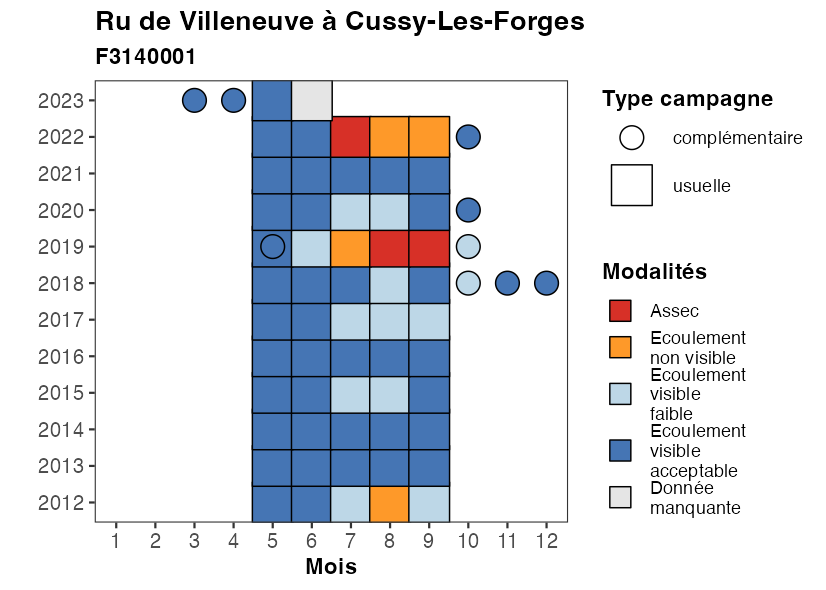 Ru de Villeneuve à Cussy-Les-Forges
F3140001
2023
2022
2021
2020
2019
2018
2017
2016
2015
2014
2013
2012
1 2 3 4 5 6 7 8 9 10 11 12
Mois
Type campagne
complémentaire
usuelle
Modalités
Assec
Ecoulement
non visible
Ecoulement
visible
faible
Ecoulement
visible
acceptable
Donnée
manquante